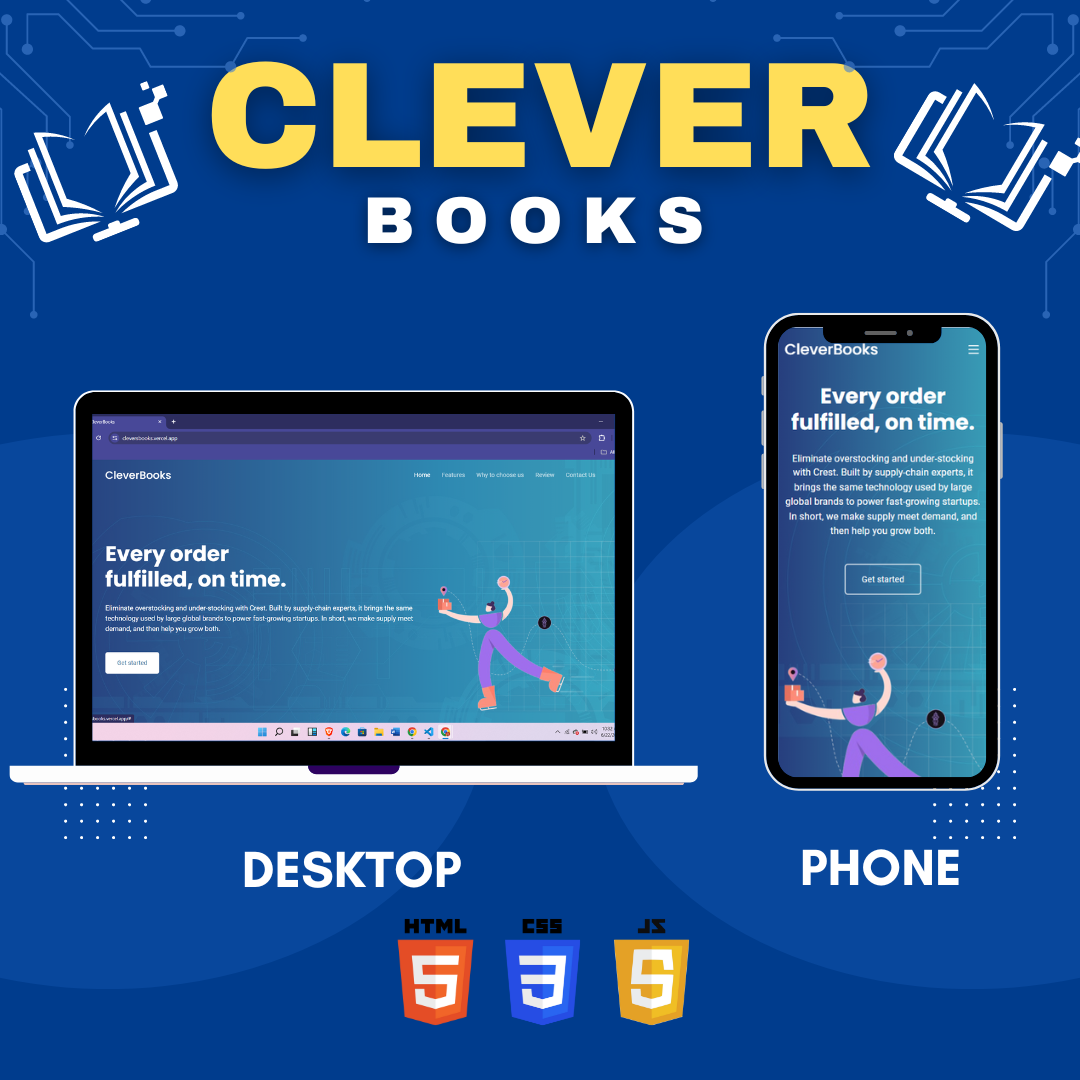 CLEVER
BOOKS
cleverbooks.vercel.app
CleverBooks
Home Features Why to choose us Review Contact Us
Every order
fulfilled, on time.
Eliminate overstocking and under-stocking with Crest. Built by supply-chain experts, it brings the same
technology used by large global brands to power fast-growing startups. In short, we make supply meet
demand, and then help you grow both.
Get started
CleverBooks
Every order
fulfilled, on time.
Eliminate overstocking and under-stocking
with Crest. Built by supply-chain experts, it
brings the same technology used by large
global brands to power fast-growing startups.
In short, we make supply meet demand, and
then help you grow both.
Get started
DESKTOP
PHONE
HTML CSS JS